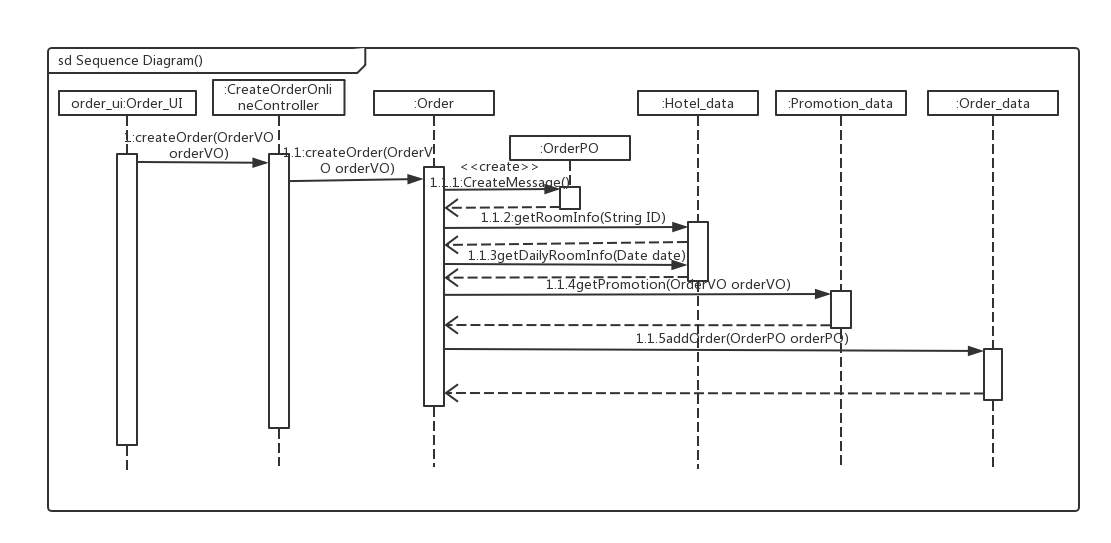 sd Sequence Diagram()
order_ui:Order_UI
:CreateOrderOnli
neController
:Order
:Hotel_data
:Promotion_data
:Order_data
:OrderPO
1:createOrder(OrderVO
orderVO)
1.1:createOrder(OrderV
O orderVO)
<<create>>
1.1.1:CreateMessage()
1.1.2:getRoomInfo(String ID)
1.1.3getDailyRoomInfo(Date date)
1.1.4getPromotion(OrderVO orderVO)
1.1.5addOrder(OrderPO orderPO)